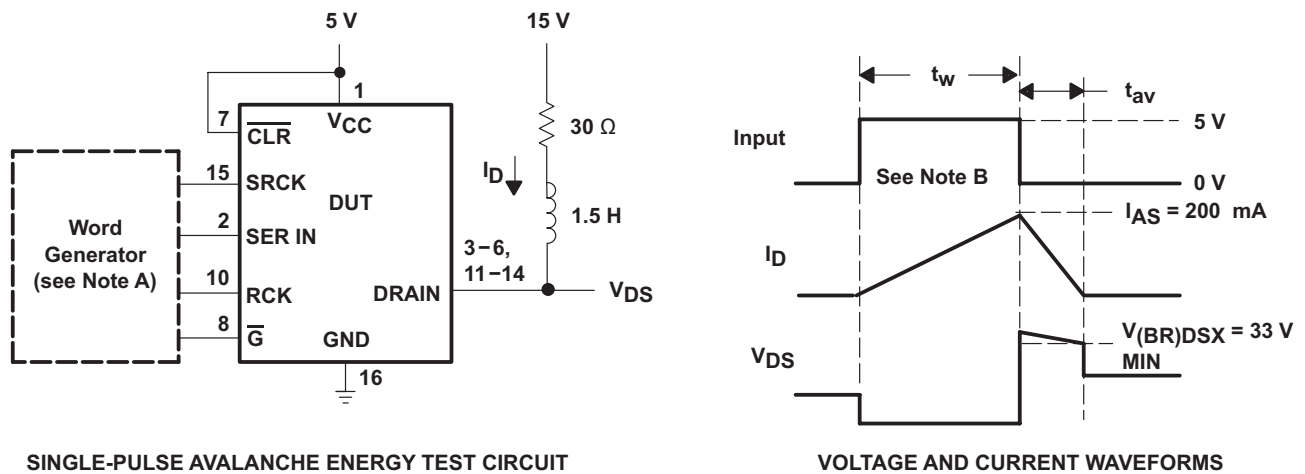 5 V
15 V
1
7
CLR
VCC
30 Ω
ID
15
SRCK
DUT
1.5 H
Word
Generator
(see Note A)
2
SER IN
3–6,
11–14
10
RCK
DRAIN
VDS
8
G
GND
16
SINGLE-PULSE AVALANCHE ENERGY TEST CIRCUIT
tw
tav
Input
5 V
See Note B
0 V
IAS = 200 mA
ID
V(BR)DSX = 33 V
MIN
VDS
VOLTAGE AND CURRENT WAVEFORMS